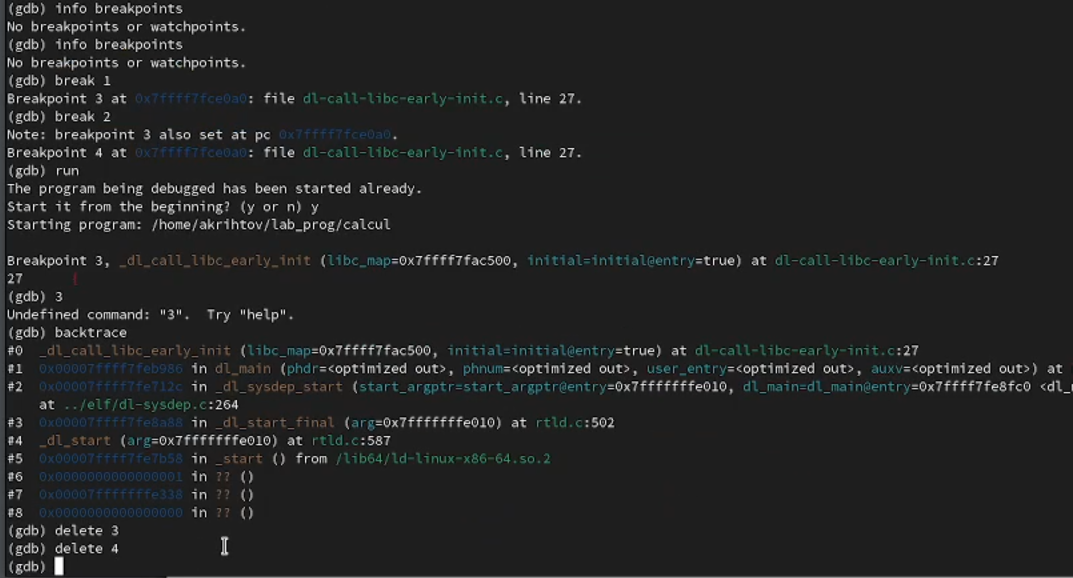 (gdb) info breakpoints
No breakpoints or watchpoints.
(gdb) info breakpoints
No breakpoints or watchpoints.
(gdb) break 1
Breakpoint 3 at 0x7ffff7fce0a0: file dl-call-libc-early-init.c, line 27.
(gdb) break 2
Note: breakpoint 3 also set at pc 0x7ffff7fce0a0.
Breakpoint 4 at 0x7ffff7fce0a0: file dl-call-libc-early-init.c, line 27.
(gdb) run
The program being debugged has been started already.
Start it from the beginning? (y or n) y
Starting program: /home/akrihtov/lab_prog/calcul
Breakpoint 3, _dl_call_libc_early_init (libc_map=0x7ffff7fac500, initial=initial@entry=true) at dl-call-libc-early-init.c:27
27 {
(gdb) 3
Undefined command: "3". Try "help".
(gdb) backtrace
#0 _dl_call_libc_early_init (libc_map=0x7ffff7fac500, initial=initial@entry=true) at dl-call-libc-early-init.c:27
#1 0x00007ffff7feb986 in dl_main (phdr=<optimized out>, phnum=<optimized out>, user_entry=<optimized out>, auxv=<optimized out>) at
#2 0x00007ffff7fe712c in _dl_sysdep_start (start_argptr=start_argptr@entry=0x7fffffffe010, dl_main=dl_main@entry=0x7ffff7fe8fc0 <dl_
at ../elf/dl-sysdep.c:264
#3 0x00007ffff7fe8a88 in _dl_start_final (arg=0x7fffffffe010) at rtld.c:502
#4 _dl_start (arg=0x7fffffffe010) at rtld.c:587
#5 0x00007ffff7fe7b58 in _start () from /lib64/ld-linux-x86-64.so.2
#6 0x0000000000000001 in ?? ()
#7 0x00007fffffffe338 in ?? ()
#8 0x0000000000000000 in ?? ()
(gdb) delete 3
(gdb) delete 4
(gdb)